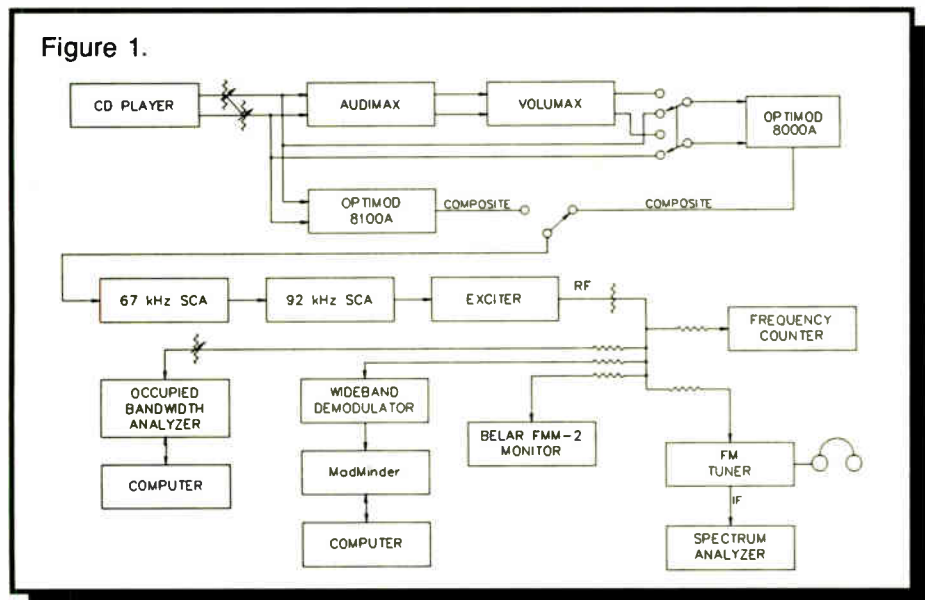 Figure 1.
CD PLAYER
AUDIMAX
VOLUMAX
OPTIMOD
8000A
OPTIMOD
8100A
COMPOSITE
COMPOSITE
67 kHz SCA
92 kHz SCA
EXCITER
RF
FREQUENCY
COUNTER
OCCUPIED
BANDWIDTH
ANALYZER
WIDEBAND
DEMODULATOR
BELAR FMM-2
MONITOR
FM
TUNER
COMPUTER
ModMinder
IF
COMPUTER
SPECTRUM
ANALYZER